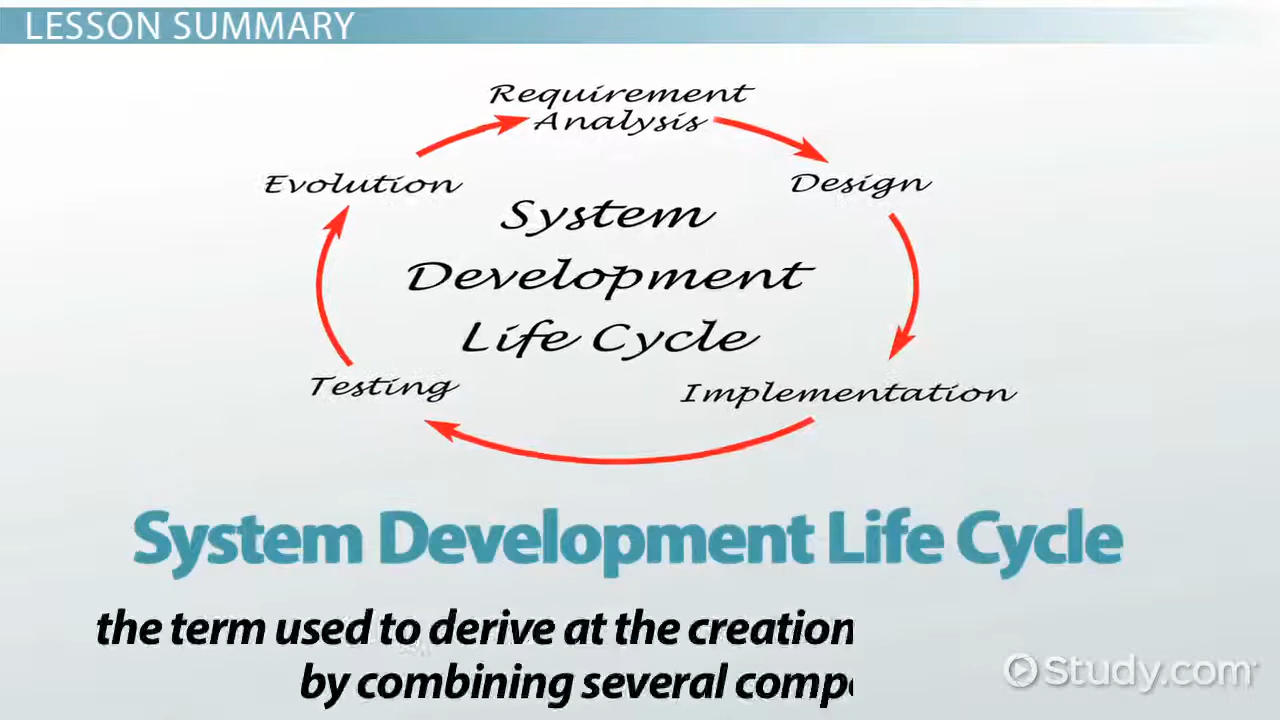 LESSON SUMMARY
Requirement
Analysis
Evolution
Design
System
Development
Life Cycle
Testing
Implementation
System Development Life Cycle
the term used to derive at the creation
by combining several
Study.com